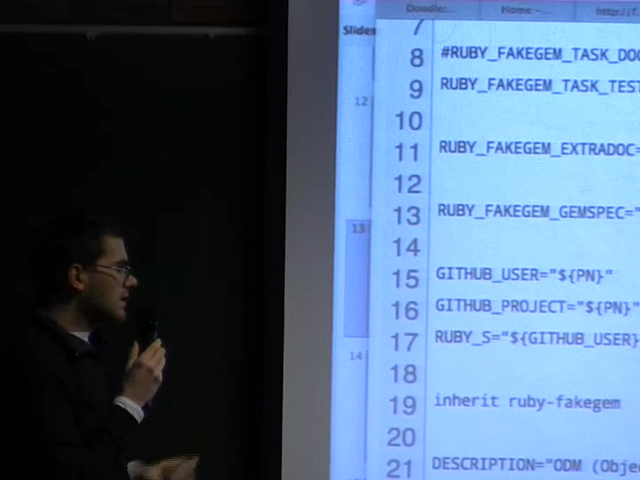 Doodle:... Home –... http://f.
Slides
12
13
14
7
8 #RUBY_FAKEGEM_TASK_DOC
9 RUBY_FAKEGEM_TASK_TEST
10
11 RUBY_FAKEGEM_EXTRADOC=
12
13 RUBY_FAKEGEM_GEMSPEC="
14
15 GITHUB_USER="${PN}"
16 GITHUB_PROJECT="${PN}"
17 RUBY_S="${GITHUB_USER}
18
19 inherit ruby-fakegem
20
21 DESCRIPTION="ODM (Obje